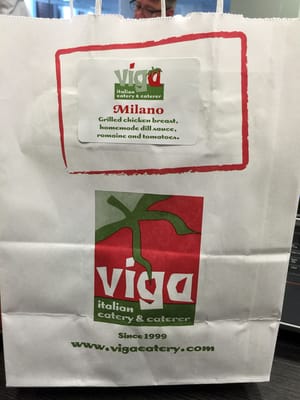 viga
italian
eatery & caterer
Milano
Grilled chicken breast,
homemade dill sauce,
romaine and tomatoes.
viga
italian
eatery & caterer
Since 1999
www.vigaeatery.com